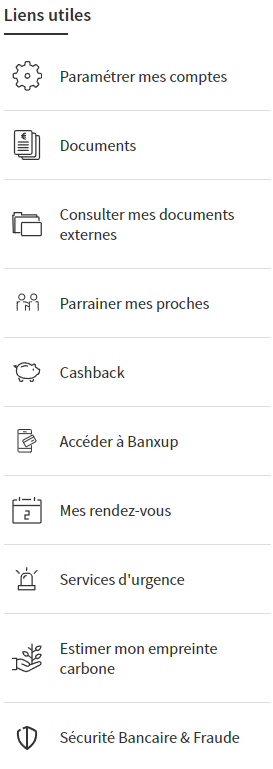 Liens utiles
Paramétrer mes comptes
Documents
Consulter mes documents
externes
Parrainer mes proches
Cashback
Accéder à Banxup
Mes rendez-vous
2
Services d'urgence
Estimer mon empreinte
carbone
Sécurité Bancaire & Fraude